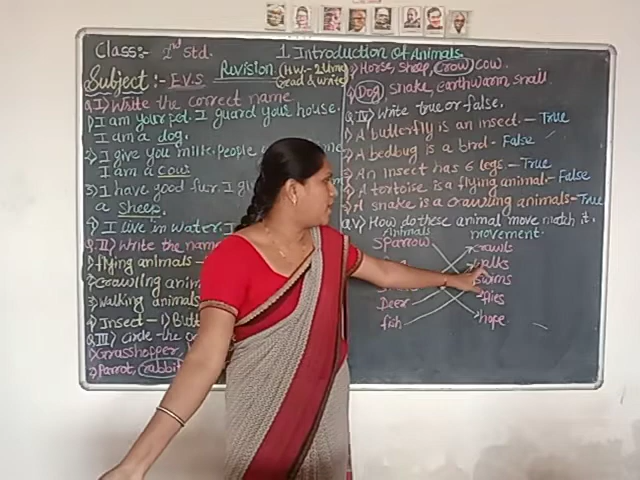 Class:- 2nd Std.
1. Introduction of Animals.
Subject:- E.V.S
Revision (H.W:- 2 time read & write)
Q.I) Write the correct name
1) I am your pet. I guard your house.
I am a dog.
2) I give you milk. People
I am a cow.
3) I have good fur. I
a sheep.
4) I live in water. I
Q.II) Write the name
1) flying animals -
2) Crawling
3) Walking animals
4) Insect - 1)
Q.III) Circle the
1) Grasshopper,
2) Parrot, rabbit
3) Horse, sheep, Crow, cow.
4) Dog, snake, earthwarm, snail
Q.IV) Write true or false.
1) A butterfly is an insect. - True
2) A bedbug is a bird - False
3) An insect has 6 legs. - True
4) A tortoise is a flying animal. - False
5) A snake is a crawling animals - True
Q.V) How do these animal move match it.
Animals movement.
Sparrow crawls
walks
swims
Deer flies
fish hope